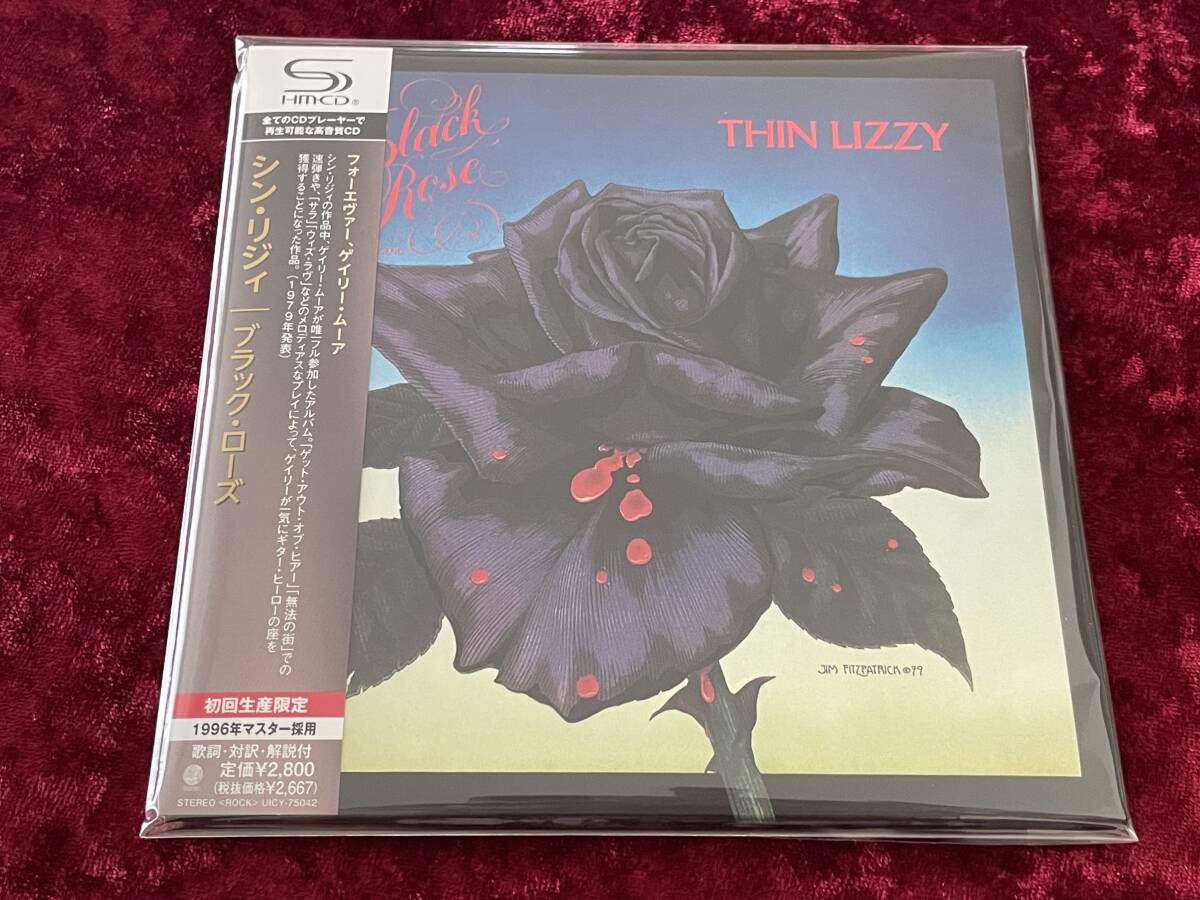 SHM-CD®
全てのCDプレーヤーで
再生可能な高音質CD
フォーエヴァー、ゲイリー・ムーア
シン・リジィの作品中、ゲイリー・ムーアが唯一フル参加したアルバム。「ゲット・アウト・オブ・ヒアー」「無法の街」での
速弾きや、「サラ」「ウィズ・ラヴ」などのメロディアスなプレイによって、ゲイリーが一気にギター・ヒーローの座を
獲得することになった作品。(1979年発表)
シン・リジィ｜ブラック・ローズ
初回生産限定
1996年マスター採用
歌詞・対訳・解説付
定価¥2,800
(税抜価格¥2,667)
STEREO <ROCK> UICY-75042
Black
Rose
THIN LIZZY
JIM FITZPATRICK ©79